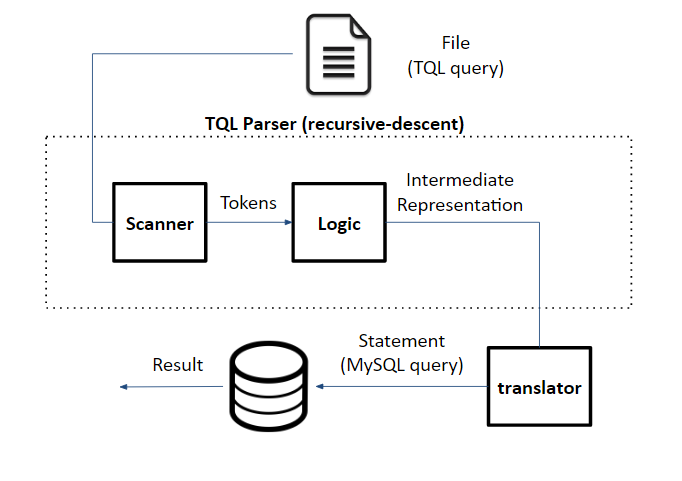 File
(TQL query)
TQL Parser (recursive-descent)
Scanner
Tokens
Logic
Intermediate
Representation
Result
Statement
(MySQL query)
translator